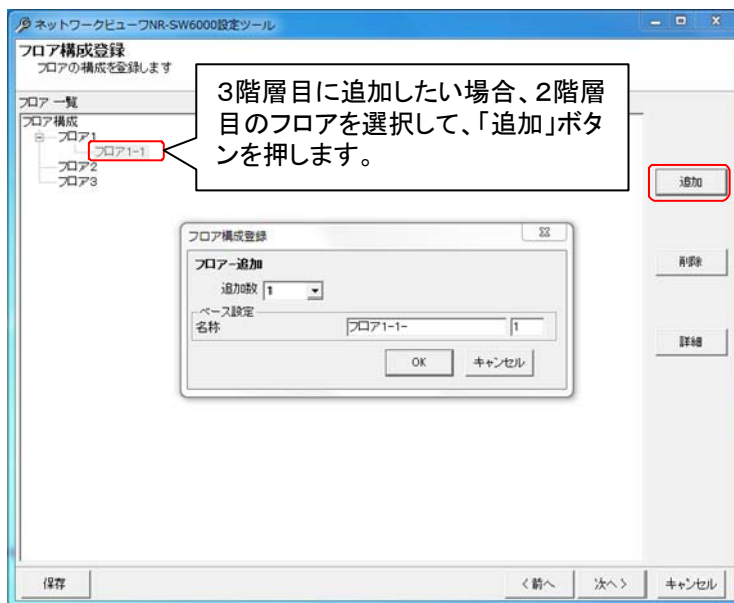 ネットワークビューワNR-SW6000設定ツール
フロア構成登録
フロアの構成を登録します
3階層目に追加したい場合、2階層
目のフロアを選択して、「追加」ボタ
ンを押します。
フロア 一覧
フロア構成
フロア1
フロア1-1
フロア2
フロア3
追加
削除
詳細
フロア構成登録
フロアー追加
追加数 1
ベース設定
名称 フロア1-1- 1
OK キャンセル
保存 <前へ 次へ> キャンセル